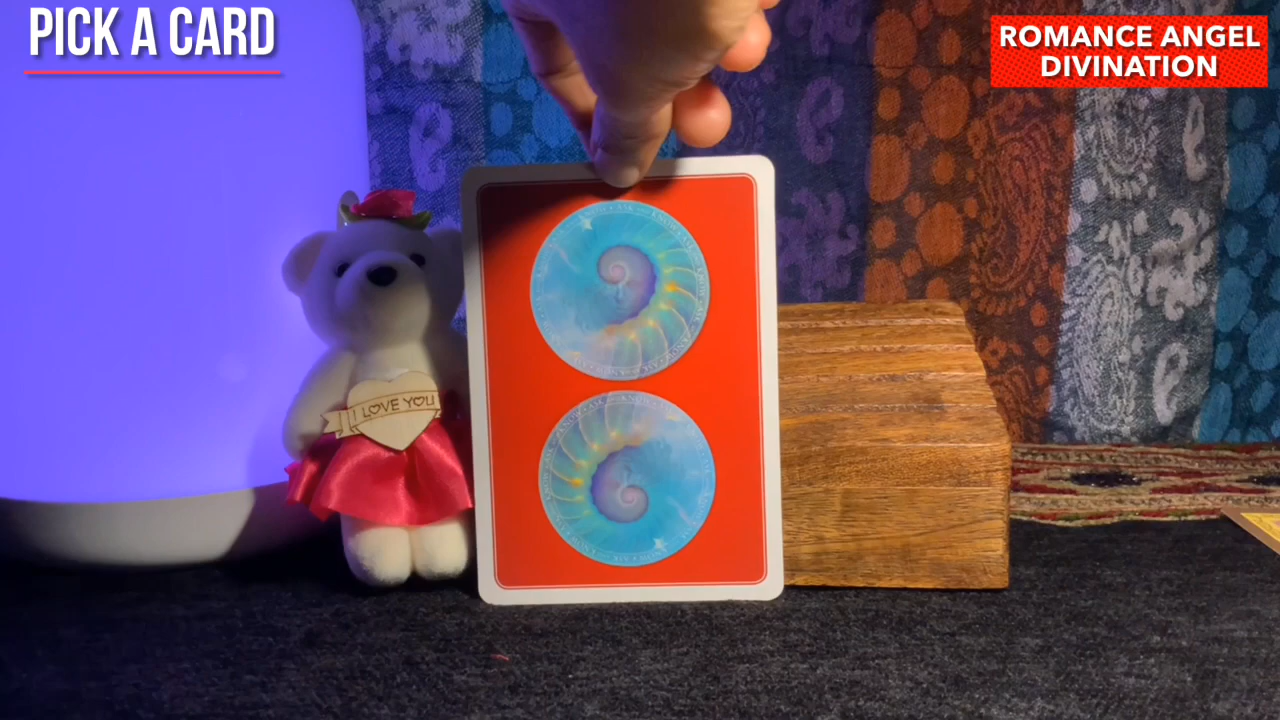 PICK A CARD
ROMANCE ANGEL
DIVINATION
I LOVE YOU